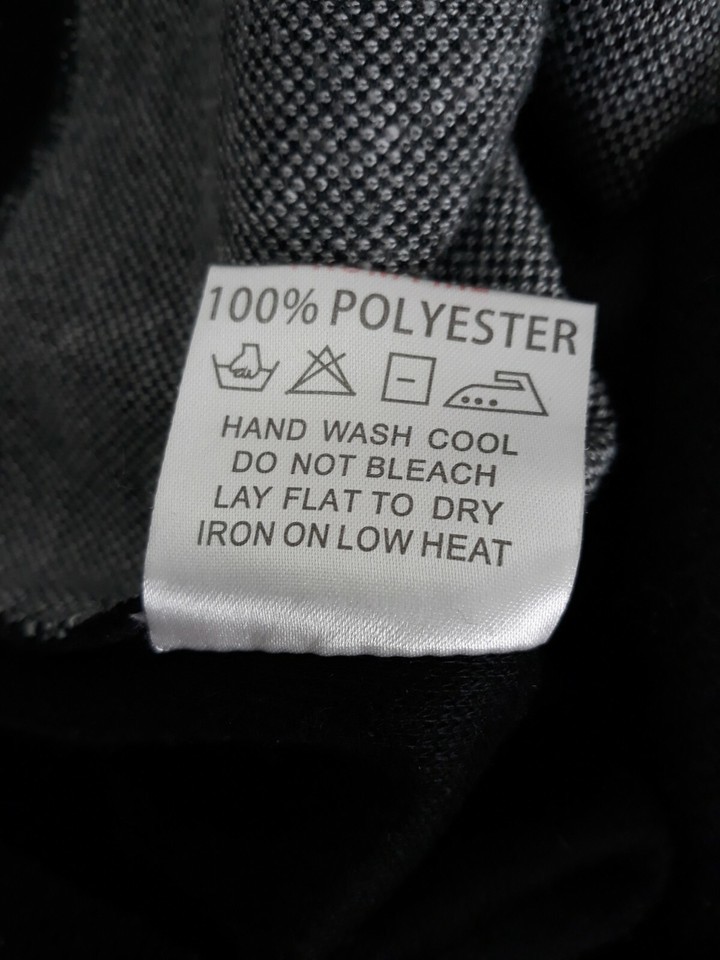 100% POLYESTER
HAND WASH COOL
DO NOT BLEACH
LAY FLAT TO DRY
IRON ON LOW HEAT